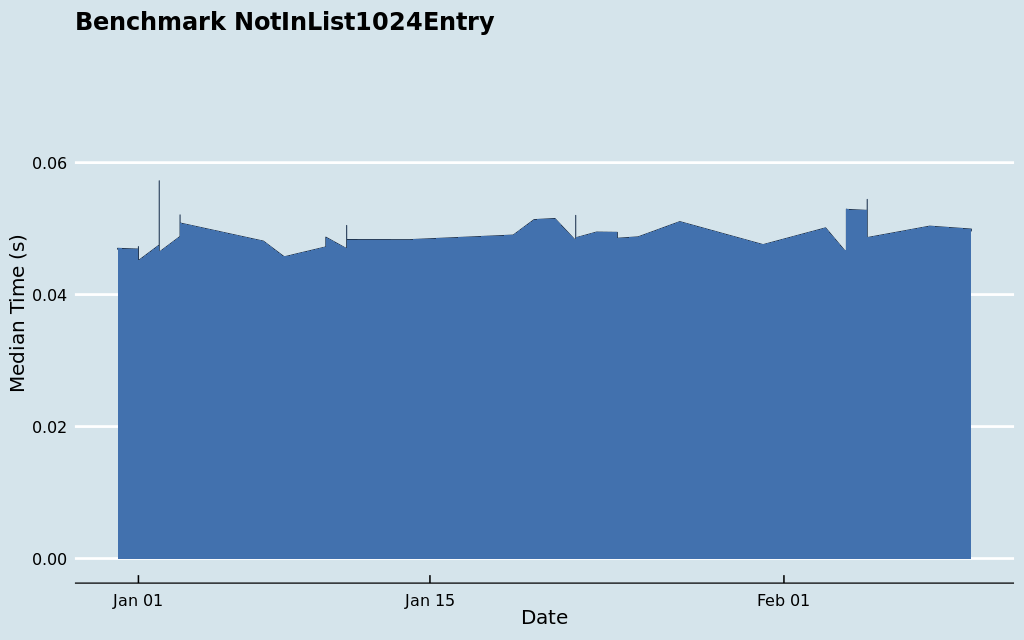 Benchmark NotInList1024Entry
Median Time (s)
0.06
0.04
0.02
0.00
Jan 01
Jan 15
Feb 01
Date